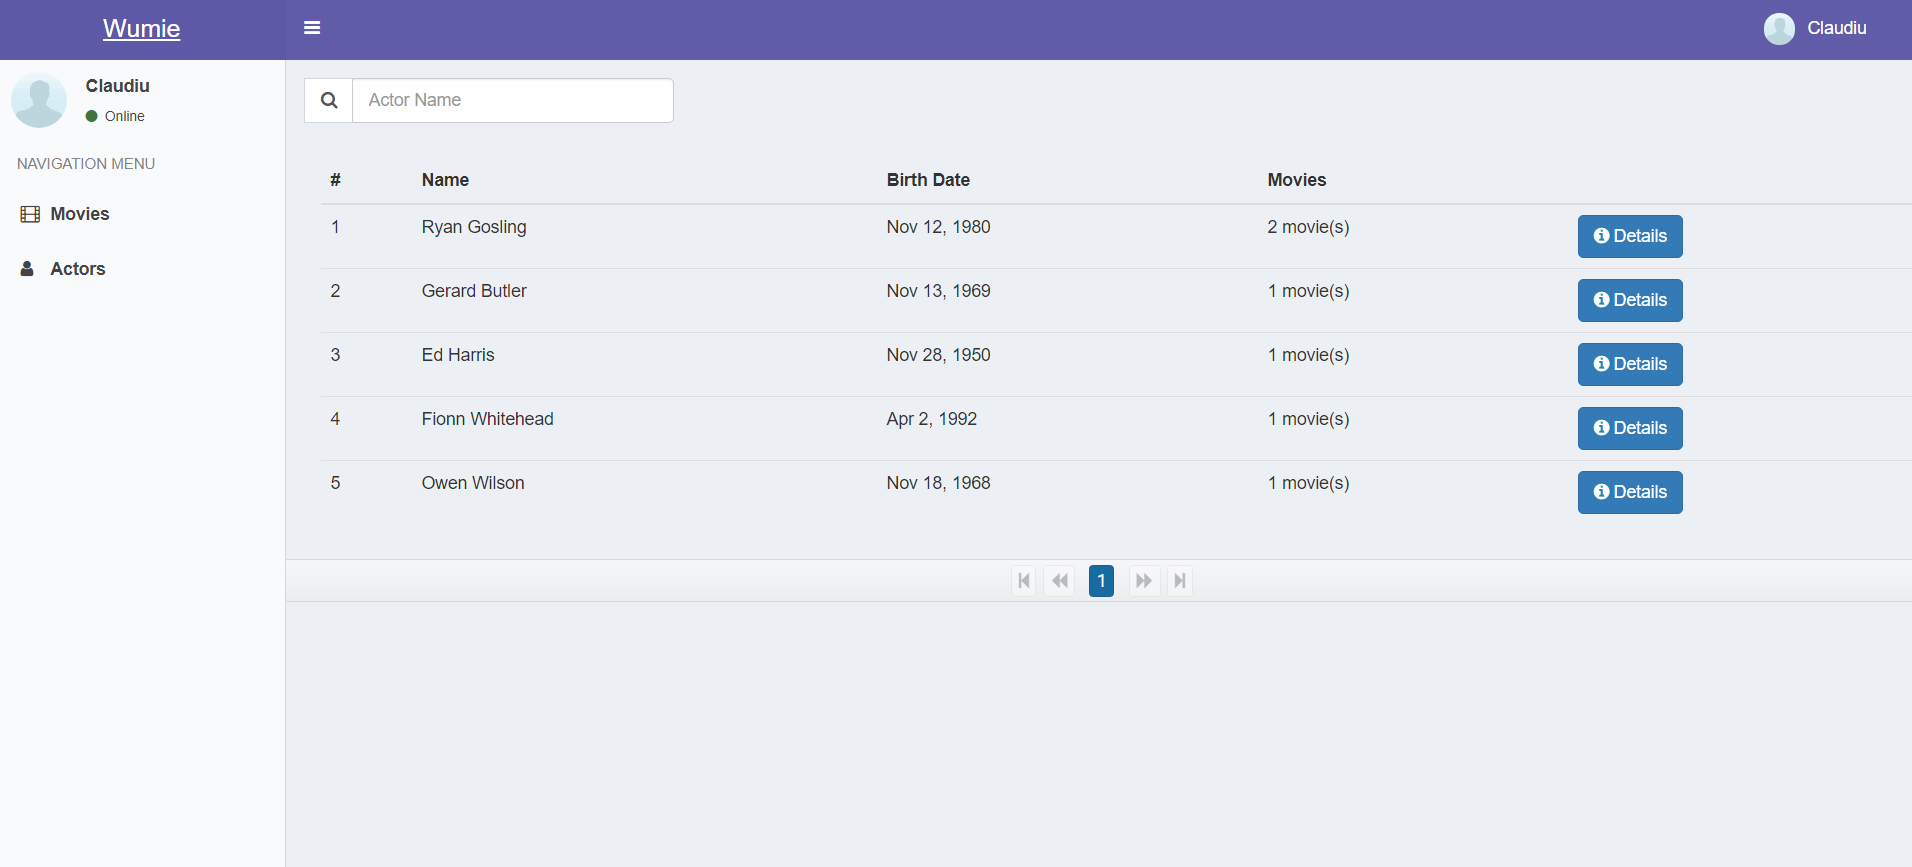 Wumie
Claudiu
Claudiu
Online
NAVIGATION MENU
Movies
Actors
Actor Name
# Name Birth Date Movies
1 Ryan Gosling Nov 12, 1980 2 movie(s) Details
2 Gerard Butler Nov 13, 1969 1 movie(s) Details
3 Ed Harris Nov 28, 1950 1 movie(s) Details
4 Fionn Whitehead Apr 2, 1992 1 movie(s) Details
5 Owen Wilson Nov 18, 1968 1 movie(s) Details
1